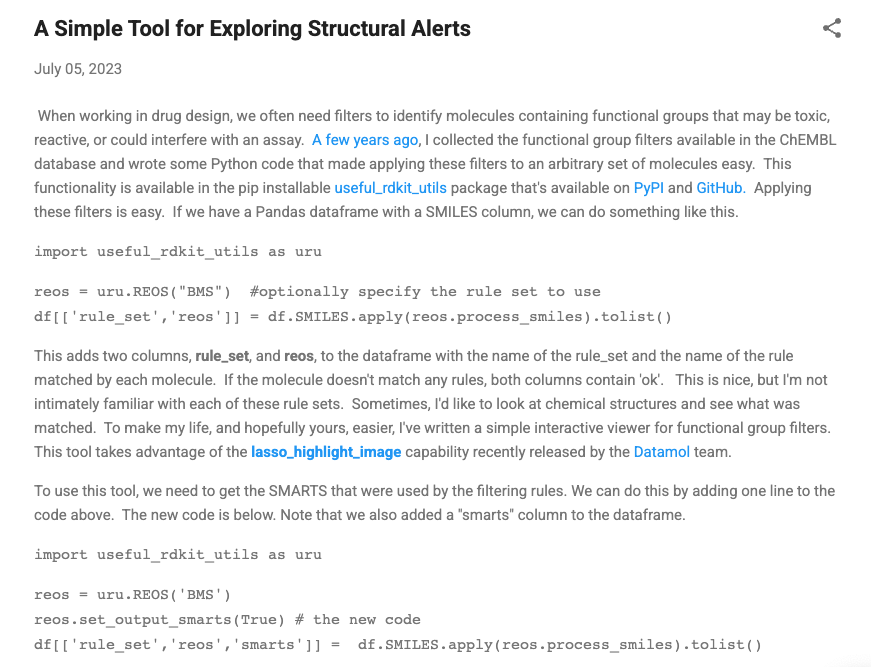 A Simple Tool for Exploring Structural Alerts
July 05, 2023
When working in drug design, we often need filters to identify molecules containing functional groups that may be toxic,
reactive, or could interfere with an assay.  A few years ago, I collected the functional group filters available in the ChEMBL
database and wrote some Python code that made applying these filters to an arbitrary set of molecules easy.  This
functionality is available in the pip installable useful_rdkit_utils package that's available on PyPI and GitHub.  Applying
these filters is easy.  If we have a Pandas dataframe with a SMILES column, we can do something like this.
import useful_rdkit_utils as uru
reos = uru.REOS("BMS")  #optionally specify the rule set to use
df[['rule_set','reos']] = df.SMILES.apply(reos.process_smiles).tolist()
This adds two columns, rule_set, and reos, to the dataframe with the name of the rule_set and the name of the rule
matched by each molecule.  If the molecule doesn't match any rules, both columns contain 'ok'.   This is nice, but I'm not
intimately familiar with each of these rule sets.  Sometimes, I'd like to look at chemical structures and see what was
matched.  To make my life, and hopefully yours, easier, I've written a simple interactive viewer for functional group filters.
This tool takes advantage of the lasso_highlight_image capability recently released by the Datamol team.
To use this tool, we need to get the SMARTS that were used by the filtering rules. We can do this by adding one line to the
code above.  The new code is below. Note that we also added a "smarts" column to the dataframe.
import useful_rdkit_utils as uru
reos = uru.REOS('BMS')
reos.set_output_smarts(True) # the new code
df[['rule_set','reos','smarts']] =  df.SMILES.apply(reos.process_smiles).tolist()